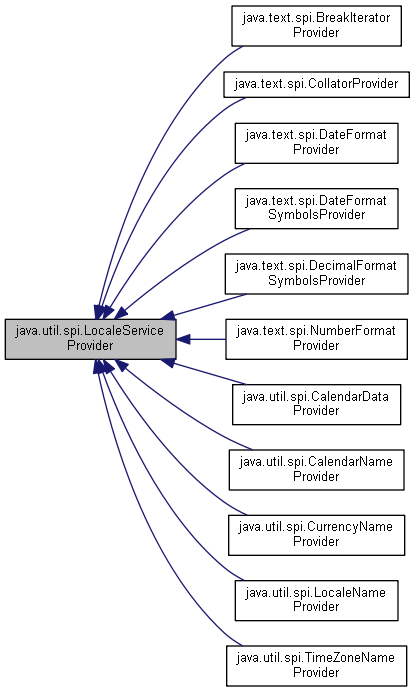 java.text.spi.BreakIterator
Provider
java.text.spi.CollatorProvider
java.text.spi.DateFormat
Provider
java.text.spi.DateFormat
SymbolsProvider
java.text.spi.DecimalFormat
SymbolsProvider
java.util.spi.LocaleService
Provider
java.text.spi.NumberFormat
Provider
java.util.spi.CalendarData
Provider
java.util.spi.CalendarName
Provider
java.util.spi.CurrencyName
Provider
java.util.spi.LocaleName
Provider
java.util.spi.TimeZoneName
Provider